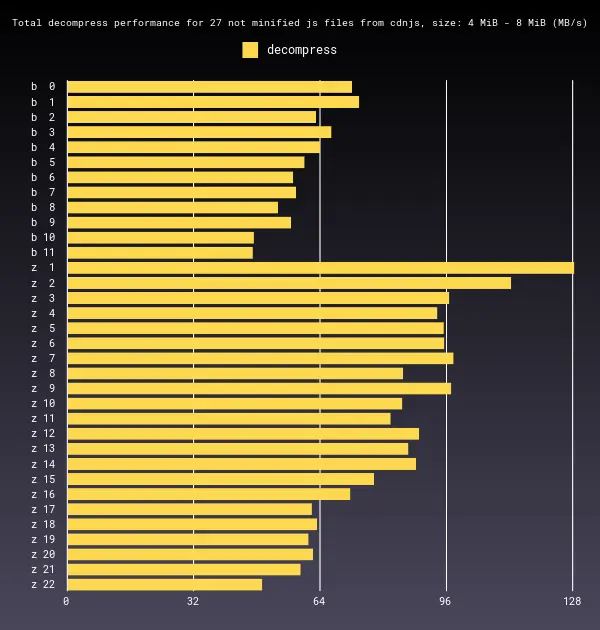 Total decompress performance for 27 not minified js files from cdnjs, size: 4 MiB - 8 MiB (MB/s)
decompress
b 0
b 1
b 2
b 3
b 4
b 5
b 6
b 7
b 8
b 9
b 10
b 11
z 1
z 2
z 3
z 4
z 5
z 6
z 7
z 8
z 9
z 10
z 11
z 12
z 13
z 14
z 15
z 16
z 17
z 18
z 19
z 20
z 21
z 22
0 32 64 96 128